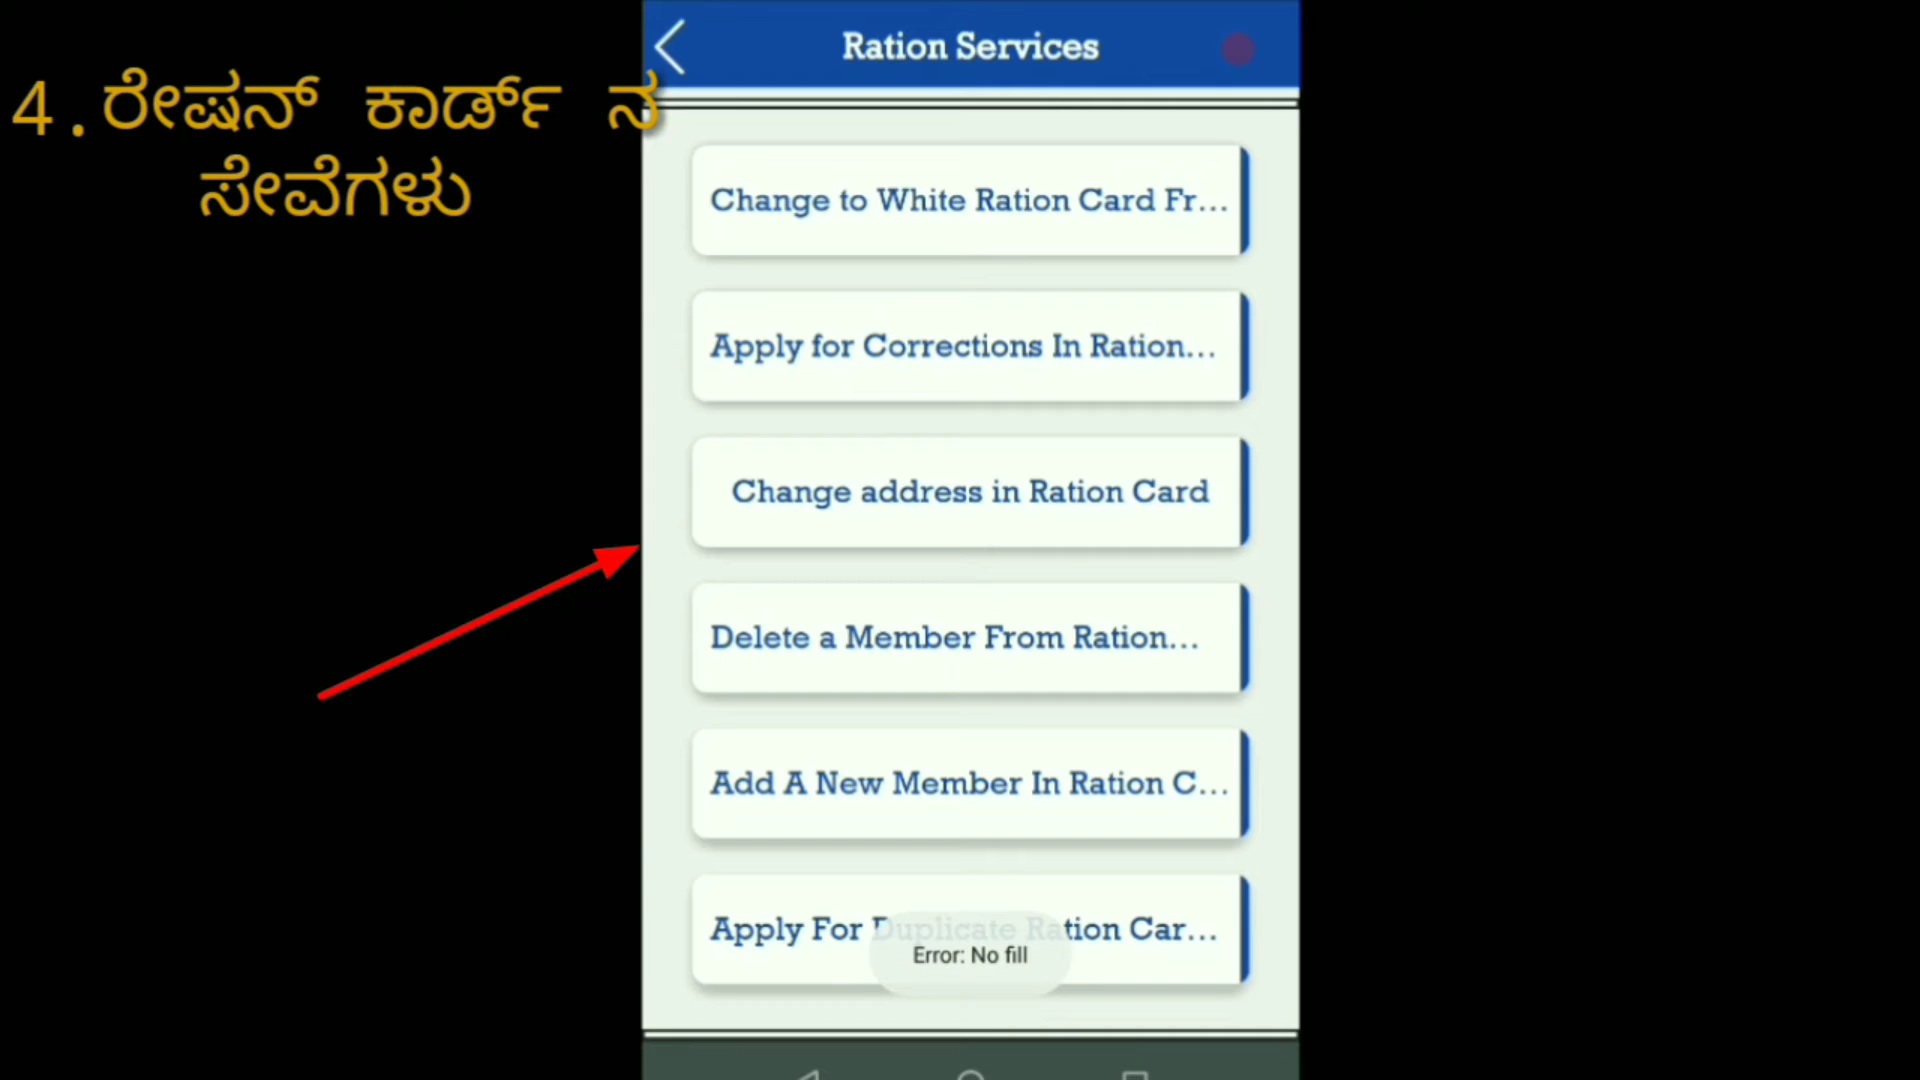 Ration Services
4.ರೇಷನ್ ಕಾರ್ಡ್ ನ
ಸೇವೆಗಳು
Change to White Ration Card Fr...
Apply for Corrections In Ration...
Change address in Ration Card
Delete a Member From Ration...
Add A New Member In Ration C...
Apply For Duplicate Ration Car...
Error: No fill